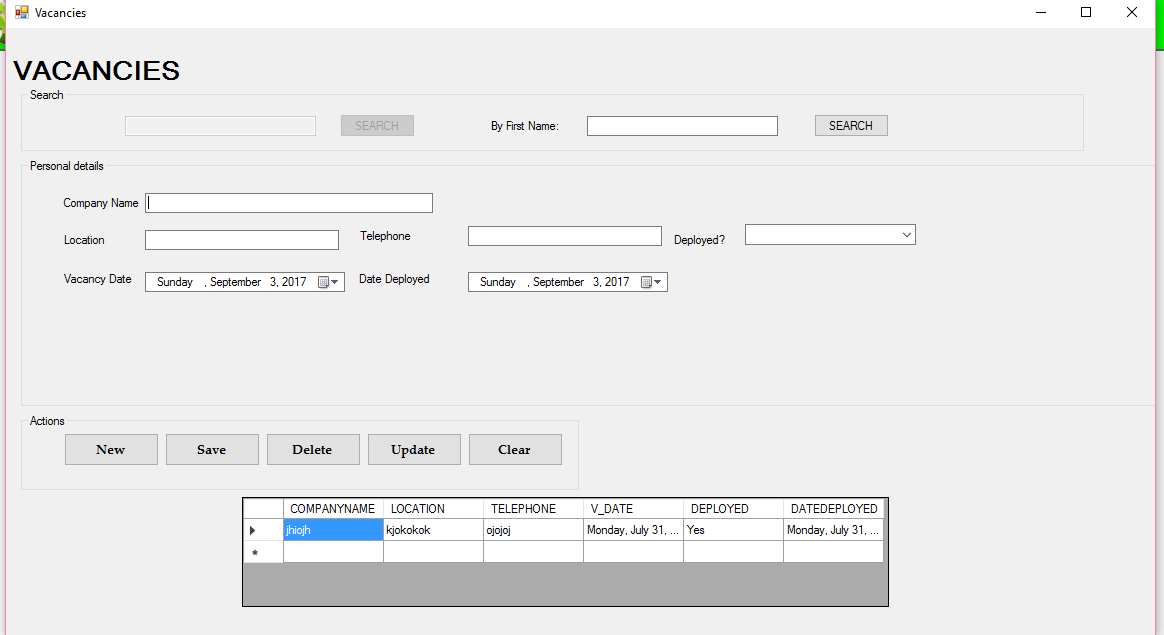 Vacancies
VACANCIES
Search
SEARCH By First Name: SEARCH
Personal details
Company Name
Location Telephone Deployed?
Vacancy Date Sunday , September 3, 2017 Date Deployed Sunday , September 3, 2017
Actions
New Save Delete Update Clear
COMPANYNAME LOCATION TELEPHONE V_DATE DEPLOYED DATEDEPLOYED
jhiojh kjokokok ojojoj Monday, July 31, ... Yes Monday, July 31, ...